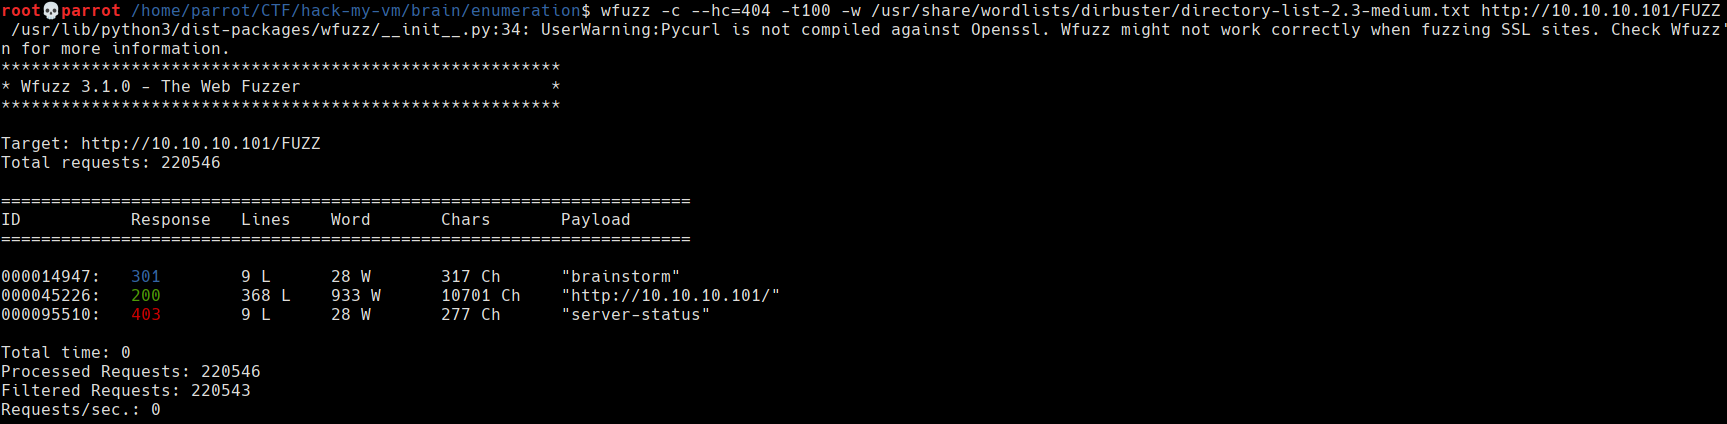 root💀parrot /home/parrot/CTF/hack-my-vm/brain/enumeration$ wfuzz -c --hc=404 -t100 -w /usr/share/wordlists/dirbuster/directory-list-2.3-medium.txt http://10.10.10.101/FUZZ
 /usr/lib/python3/dist-packages/wfuzz/__init__.py:34: UserWarning:Pycurl is not compiled against Openssl. Wfuzz might not work correctly when fuzzing SSL sites. Check Wfuzz'
n for more information.
********************************************************
* Wfuzz 3.1.0 - The Web Fuzzer                         *
********************************************************

Target: http://10.10.10.101/FUZZ
Total requests: 220546

=====================================================================
ID           Response   Lines    Word       Chars       Payload
=====================================================================

000014947:   301        9 L      28 W       317 Ch      "brainstorm"
000045226:   200        368 L    933 W      10701 Ch    "http://10.10.10.101/"
000095510:   403        9 L      28 W       277 Ch      "server-status"

Total time: 0
Processed Requests: 220546
Filtered Requests: 220543
Requests/sec.: 0